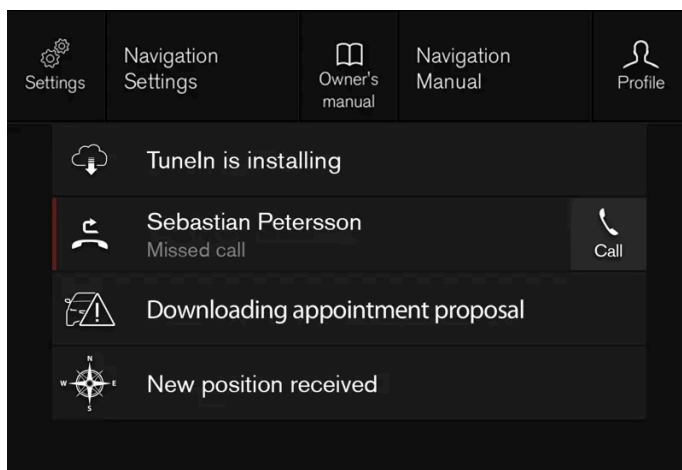 Settings
Navigation
Settings
Owner's
manual
Navigation
Manual
Profile
TuneIn is installing
Sebastian Petersson
Missed call
Call
Downloading appointment proposal
N
W E
S
New position received